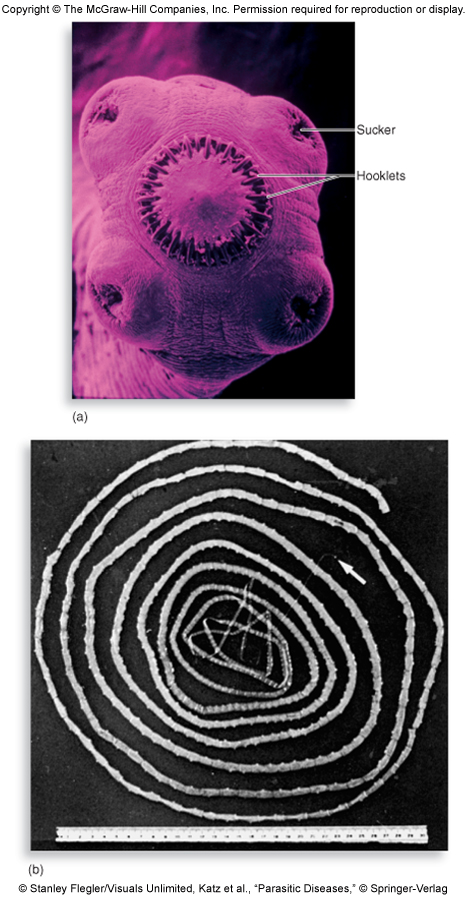 Copyright © The McGraw-Hill Companies, Inc. Permission required for reproduction or display.
Sucker
Hooklets
(a)
(b)
© Stanley Flegler/Visuals Unlimited, Katz et al., “Parasitic Diseases,” © Springer-Verlag